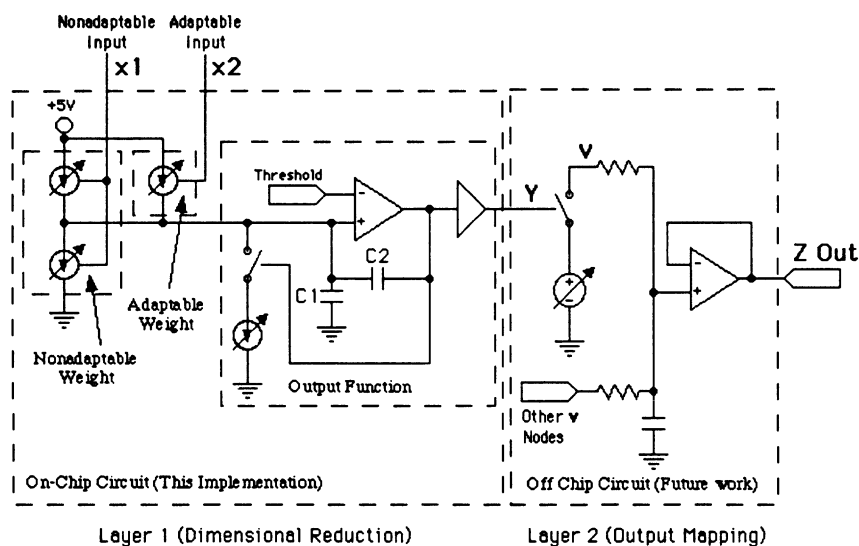 Nonadaptable
Input
x1
Adaptable
Input
x2
+5V
Threshold
-
+
C2
C1
Adaptable
Weight
Nonadaptable
Weight
Output Function
On-Chip Circuit (This Implementation)
Y
v
+
-
-
+
Z Out
Other v
Nodes
Off Chip Circuit (Future work)
Layer 1 (Dimensional Reduction)
Layer 2 (Output Mapping)